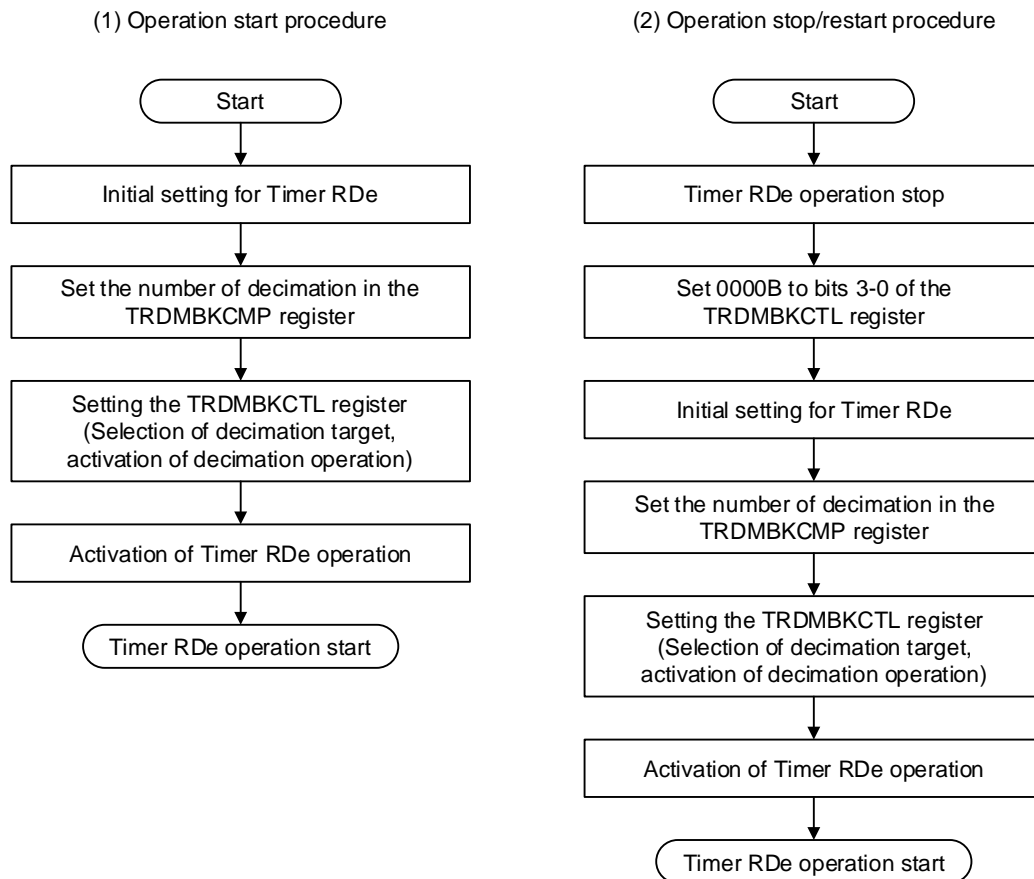 (1) Operation start procedure
Start
Initial setting for Timer RDe
Set the number of decimation in the
TRDMBKCMP register
Setting the TRDMBKCTL register
(Selection of decimation target,
activation of decimation operation)
Activation of Timer RDe operation
Timer RDe operation start
(2) Operation stop/restart procedure
Start
Timer RDe operation stop
Set 0000B to bits 3-0 of the
TRDMBKCTL register
Initial setting for Timer RDe
Set the number of decimation in the
TRDMBKCMP register
Setting the TRDMBKCTL register
(Selection of decimation target,
activation of decimation operation)
Activation of Timer RDe operation
Timer RDe operation start